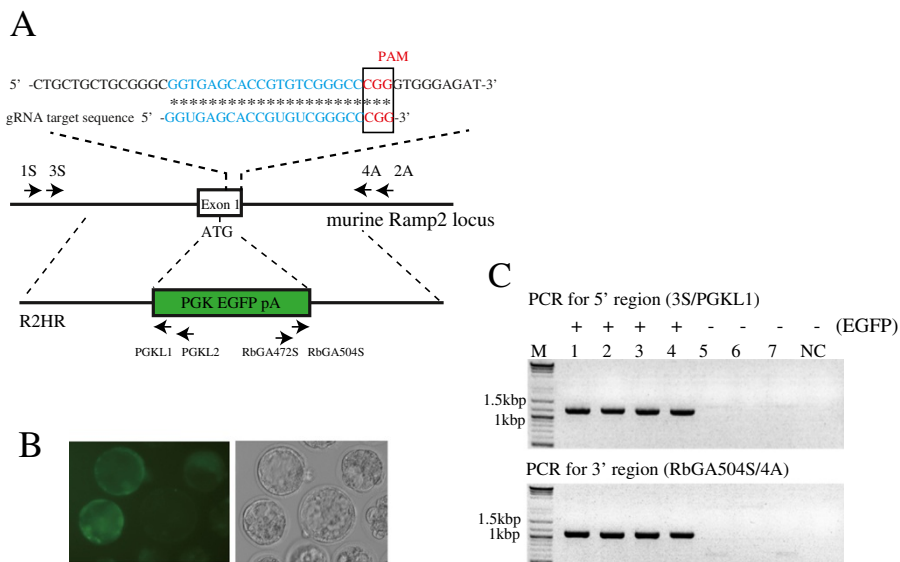 A
PAM
5’ -CTGCTGCTGCGGGCGGTGAGCACCGTGTCGGGCCCGGGTGGGAGAT-3’
***********************
gRNA target sequence 5’ -GGUGAGCACCGUGUCGGGCCCGG-3’
1S 3S 4A 2A
Exon 1
murine Ramp2 locus
ATG
PGK EGFP pA
R2HR
PGKL1 PGKL2 RbGA472S RbGA504S
B
C
PCR for 5’ region (3S/PGKL1)
+ + + + - - - - (EGFP)
M 1 2 3 4 5 6 7 NC
1.5kbp
1kbp
PCR for 3’ region (RbGA504S/4A)
1.5kbp
1kbp